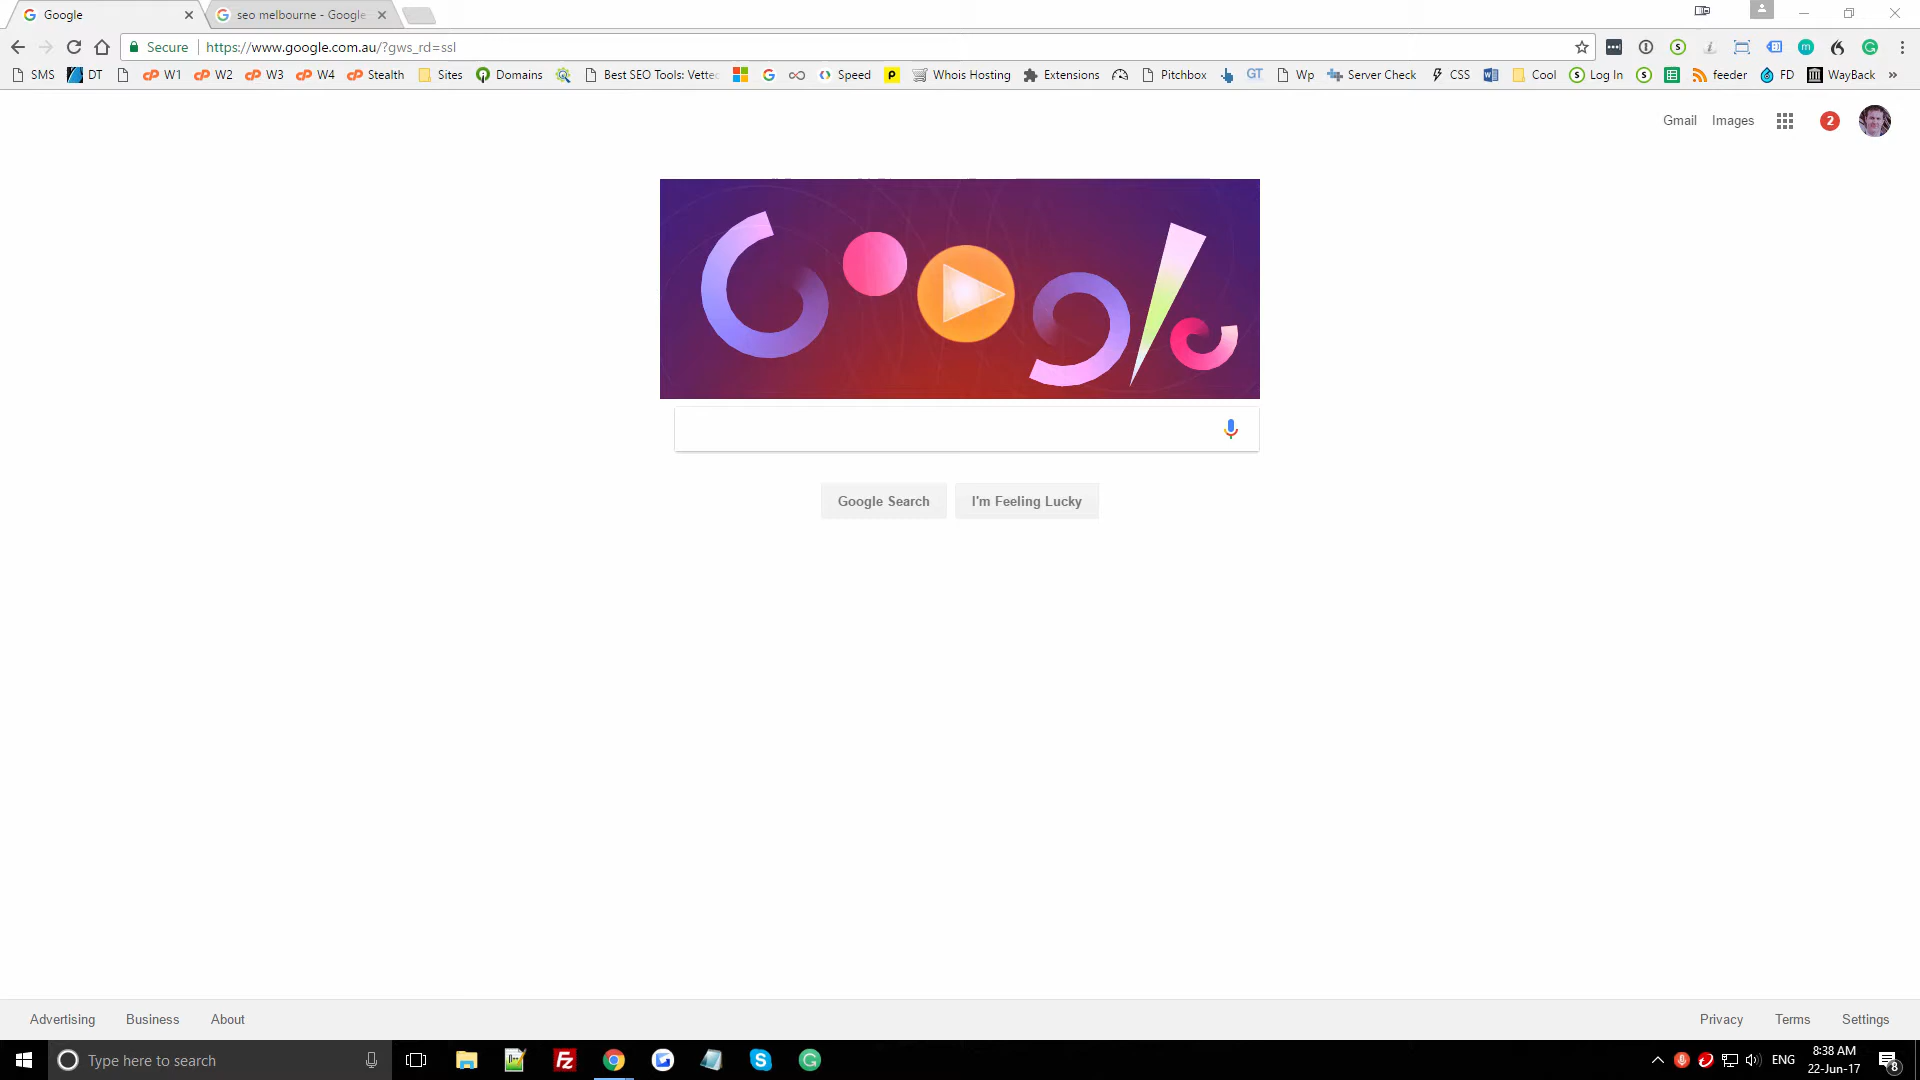 Google
seo melbourne - Google
Secure https://www.google.com.au/?gws_rd=ssl
SMS DT W1 W2 W3 W4 Stealth Sites Domains Best SEO Tools: Vette Speed Whois Hosting Extensions Pitchbox GT Wp Server Check CSS Cool Log In feeder FD WayBack »
Gmail Images 2
Google
Google Search I'm Feeling Lucky
Advertising Business About Privacy Terms Settings
Type here to search ENG 8:38 AM
22-Jun-17 8